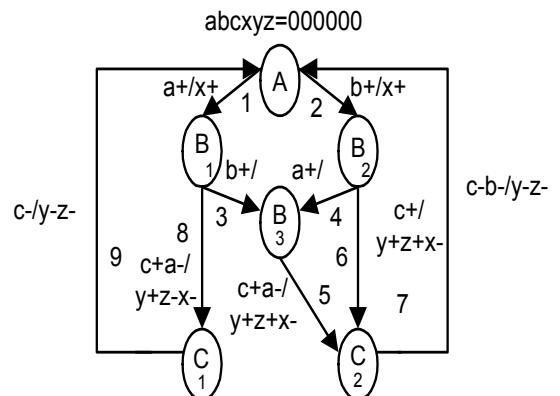 abcxyz=000000
A
a+/x+
1
2
b+/x+
B
1
B
2
b+/
a+/
3
B
3
4
c-/y-z-
9
8
c+a-/
y+z-x-
c+a-/
y+z+x-
5
6
c+/
y+z+x-
7
c-b-/y-z-
C
1
C
2